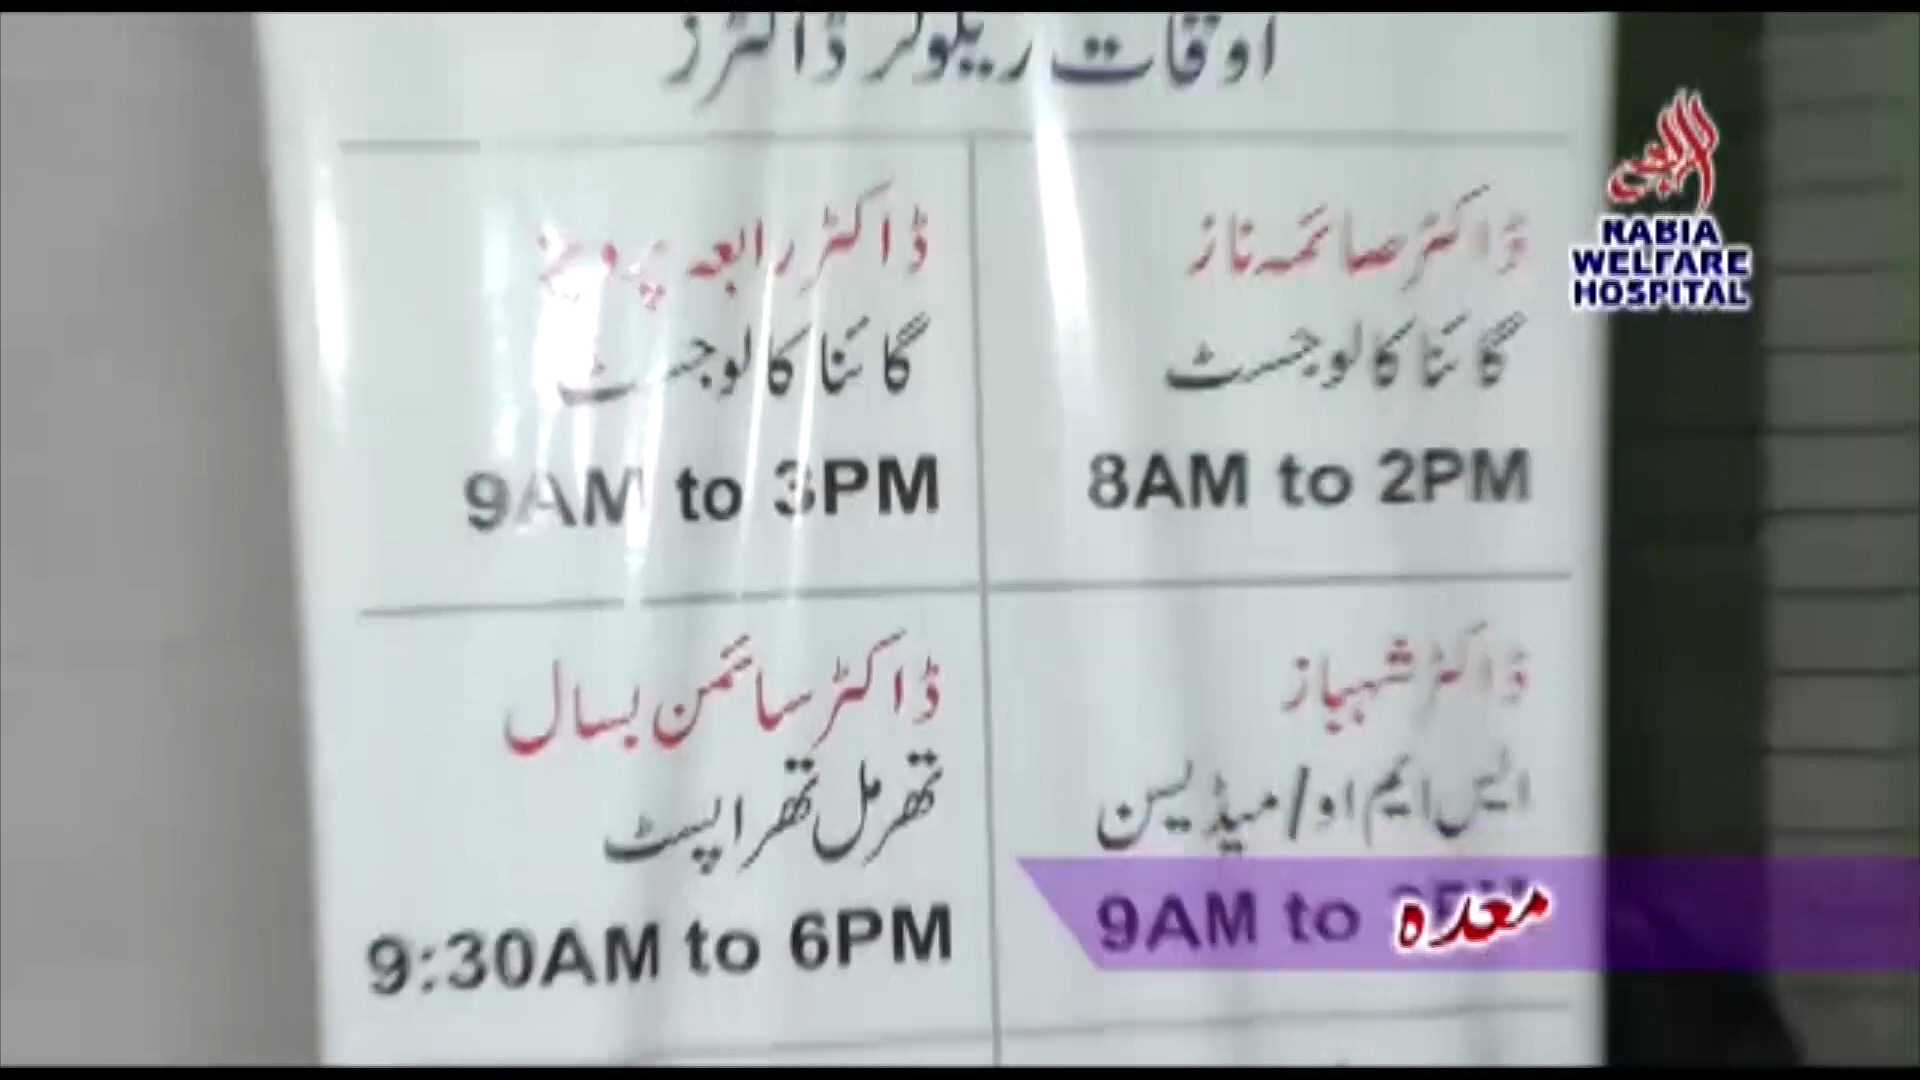 اوقات ریگولر ڈاکٹرز
ڈاکٹر صائمہ ناز
گائناکالوجسٹ
8AM to 2PM
ڈاکٹر رابعہ پرویز
گائناکالوجسٹ
9AM to 3PM
ڈاکٹر شہباز
ایس ایم او/میڈیسن
9AM to
ڈاکٹر سائمن بسال
تھرمل تھراپسٹ
9:30AM to 6PM
معدہ
RABIA
WELFARE
HOSPITAL